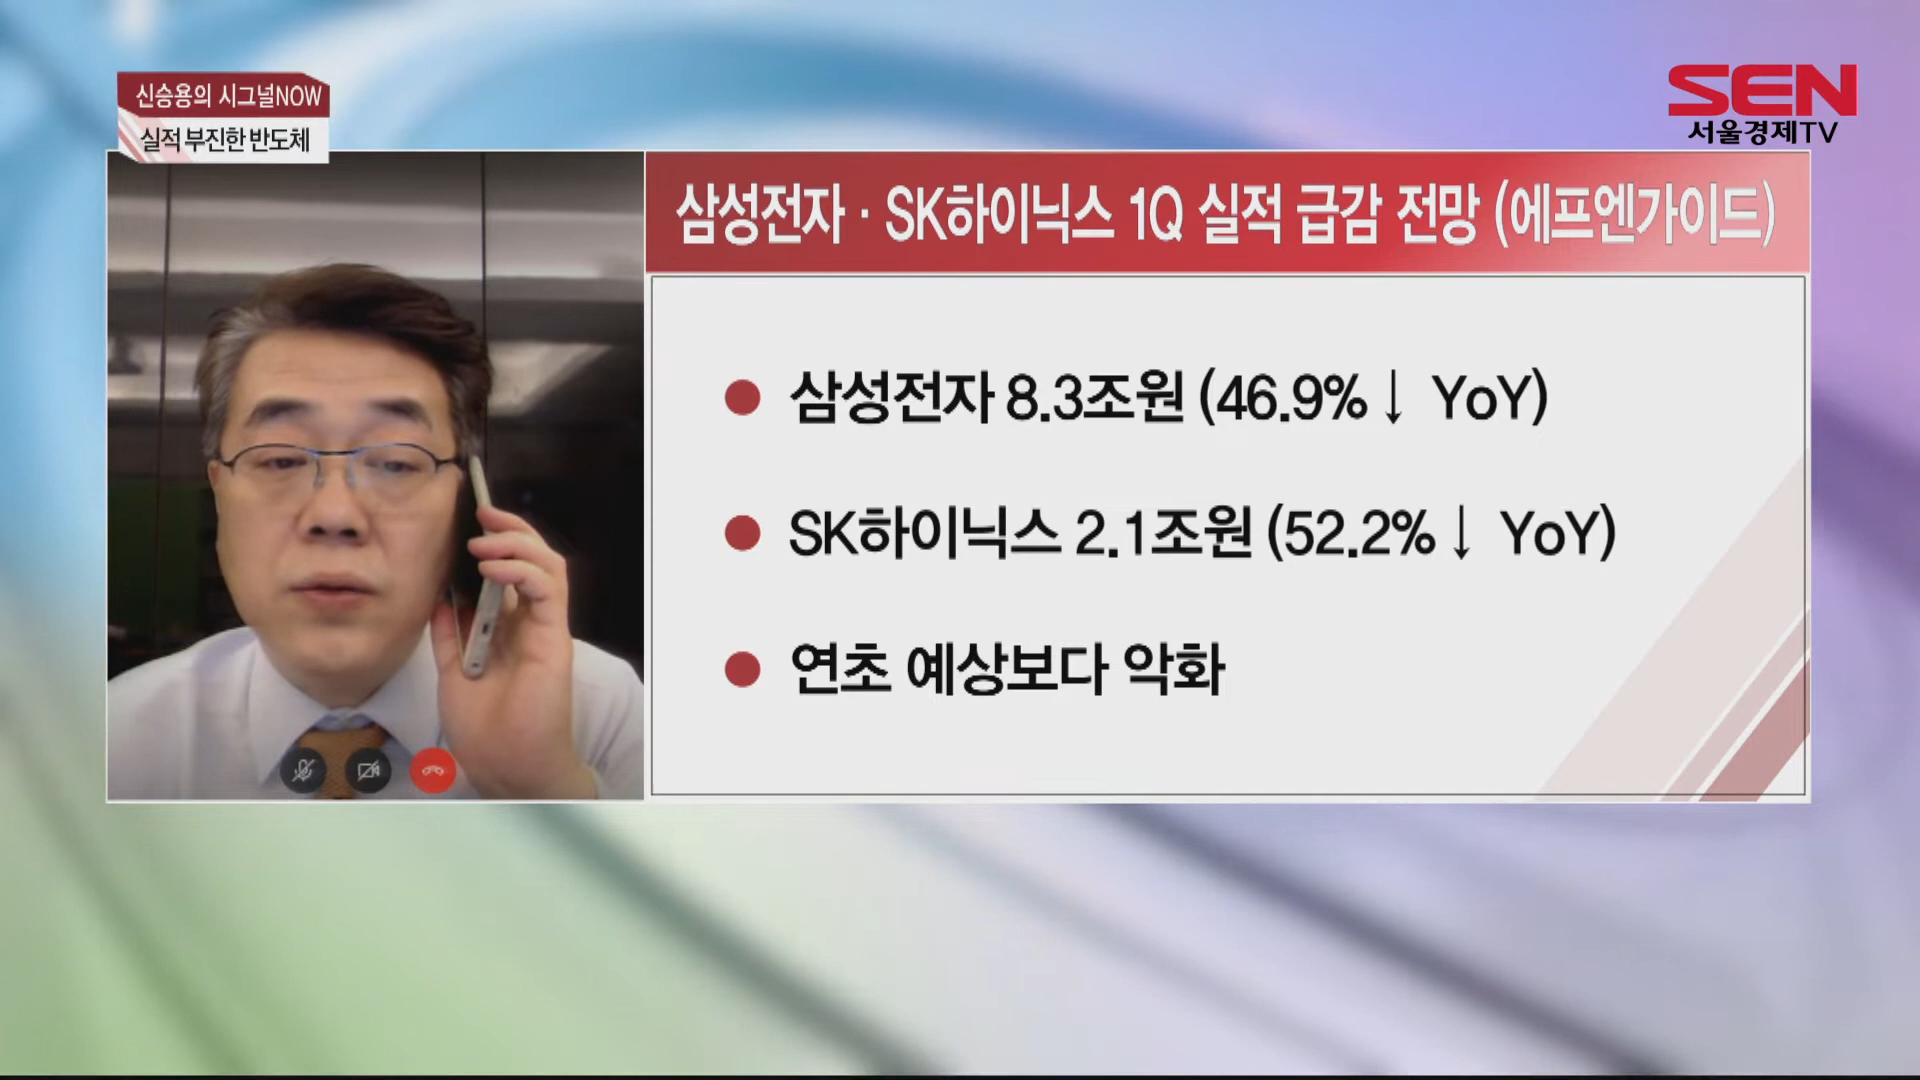 신승용의 시그널NOW
실적 부진한 반도체
SEN
서울경제TV
삼성전자 · SK하이닉스 1Q 실적 급감 전망 (에프엔가이드)
삼성전자 8.3조원 (46.9%↓ YoY)
SK하이닉스 2.1조원 (52.2%↓ YoY)
연초 예상보다 악화